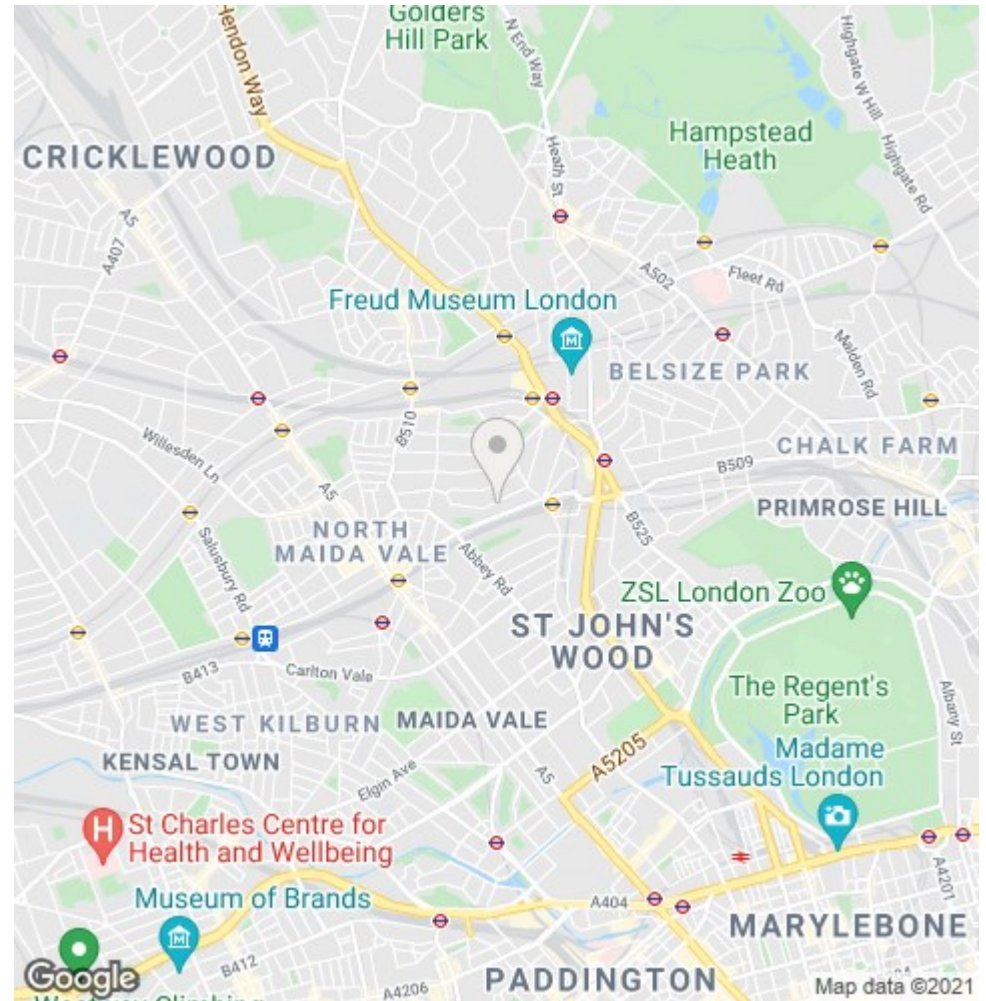 Golders
Hill Park
Hendon Way
N End Way
Highgate W Hill
CRICKLEWOOD
Hampstead
Heath
Heath St
Highgate Rd
A5
A407
A502
Fleet Rd
Freud Museum London
Malden Rd
BELSIZE PARK
B510
Willesden Ln
CHALK FARM
B509
A5
PRIMROSE HILL
NORTH
MAIDA VALE
B525
Abbey Rd
Salusbury Rd
ZSL London Zoo
ST JOHN'S
WOOD
B413
Carlton Vale
The Regent's
Park
Albany St
WEST KILBURN
MAIDA VALE
KENSAL TOWN
A5205
Madame
Tussauds London
Elgin Ave
A5
H
St Charles Centre for
Health and Wellbeing
A4201
Museum of Brands
A404
MARYLEBONE
B412
PADDINGTON
A4206
Google
Map data ©2021